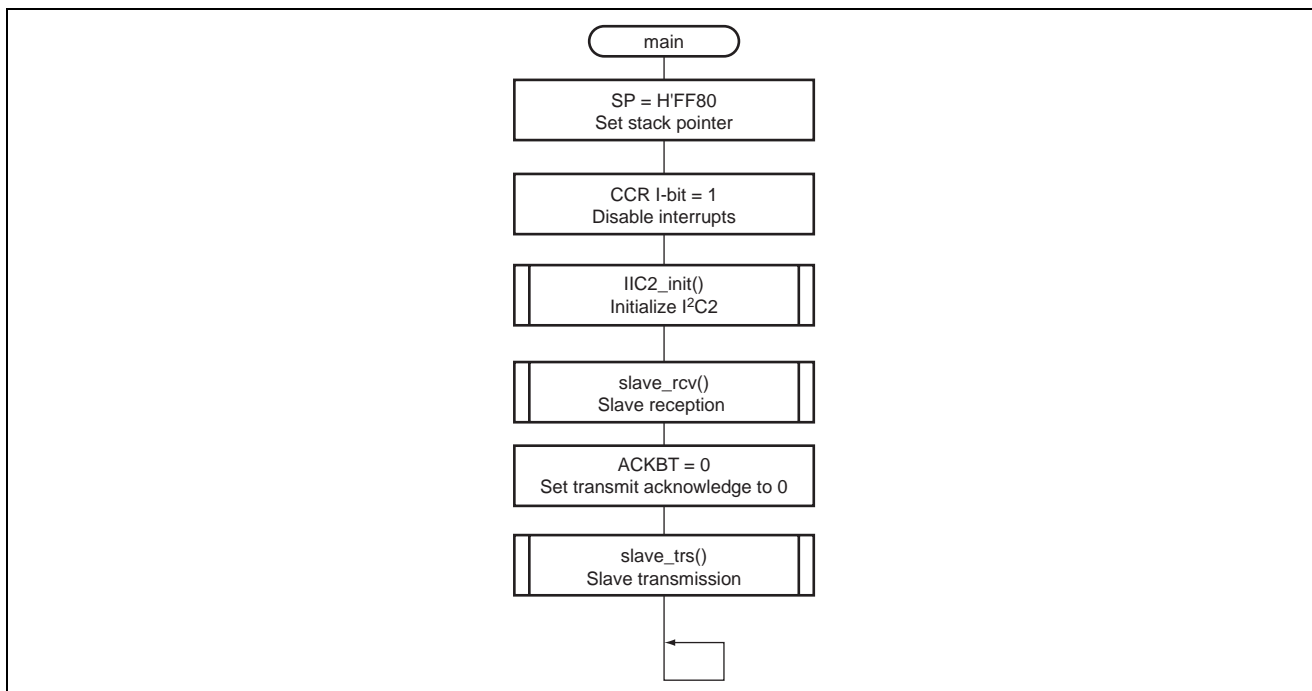 main
SP = H'FF80
Set stack pointer
CCR I-bit = 1
Disable interrupts
IIC2_init()
Initialize I²C2
slave_rcv()
Slave reception
ACKBT = 0
Set transmit acknowledge to 0
slave_trs()
Slave transmission